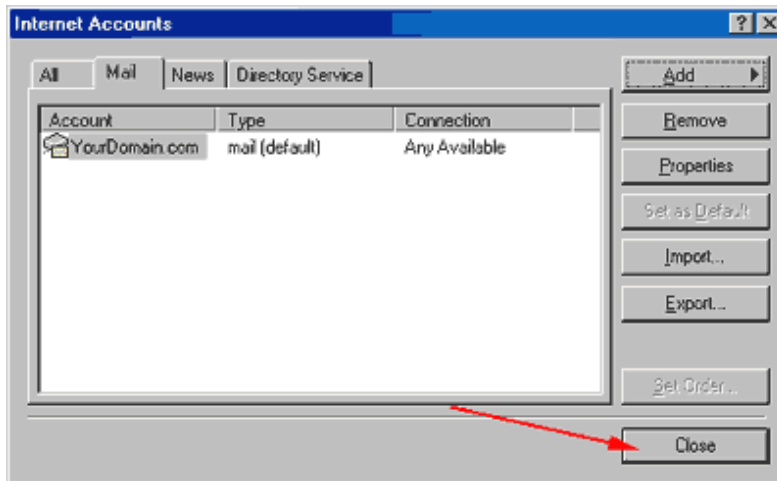 Internet Accounts
All Mail News Directory Service
Add
Account Type Connection
Remove
YourDomain.com mail (default) Any Available
Properties
Set as Default
Import...
Export...
Set Order...
Close